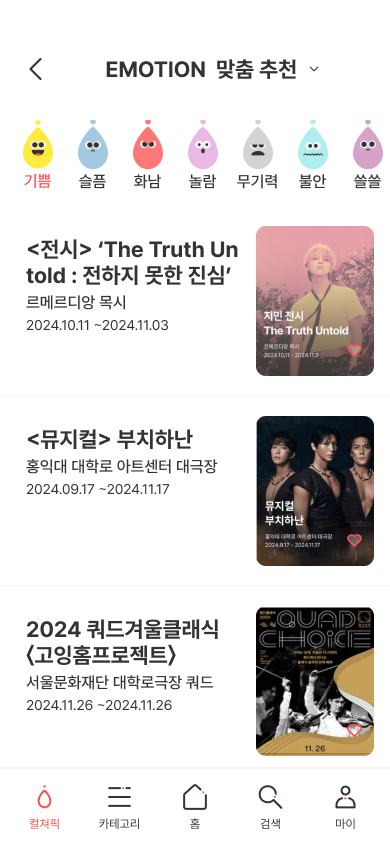 EMOTION 맞춤 추천
기쁨 슬픔 화남 놀람 무기력 불안 쓸쓸
<전시> ‘The Truth Un
told : 전하지 못한 진심’
르메르디앙 목시
2024.10.11 ~2024.11.03
지민 전시
The Truth Untold
르메르디앙 목시
2024.10.11 - 2024.11.3
<뮤지컬> 부치하난
홍익대 대학로 아트센터 대극장
2024.09.17 ~2024.11.17
뮤지컬
부치하난
홍익대 대학로 아트센터 대극장
2024.9.17 - 2024.11.17
2024 쿼드겨울클래식
〈고잉홈프로젝트〉
서울문화재단 대학로극장 쿼드
2024.11.26 ~2024.11.26
QUAD
CHOICE
11. 26
컬쳐픽 카테고리 홈 검색 마이